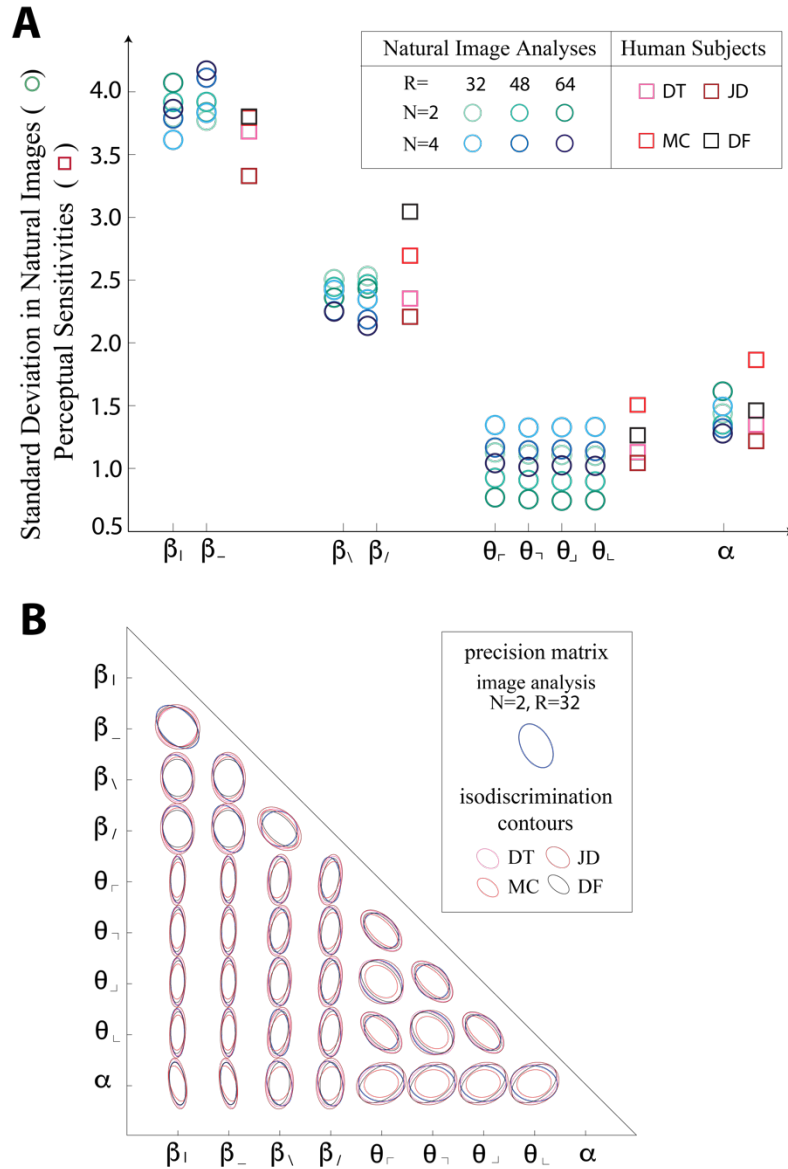 A
Natural Image Analyses Human Subjects
R= 32 48 64
N=2
N=4
DT JD
MC DF
Standard Deviation in Natural Images ( )
Perceptual Sensitivities ( )
4.0
3.5
3.0
2.5
2.0
1.5
1.0
0.5
β| β_ β\ β/ θ⌜ θ⌝ θ⌟ θ⌞ α
B
precision matrix
image analysis
N=2, R=32
isodiscrimination
contours
DT JD
MC DF
β|
β_
β\
β/
θ⌜
θ⌝
θ⌟
θ⌞
α
β| β_ β\ β/ θ⌜ θ⌝ θ⌟ θ⌞ α